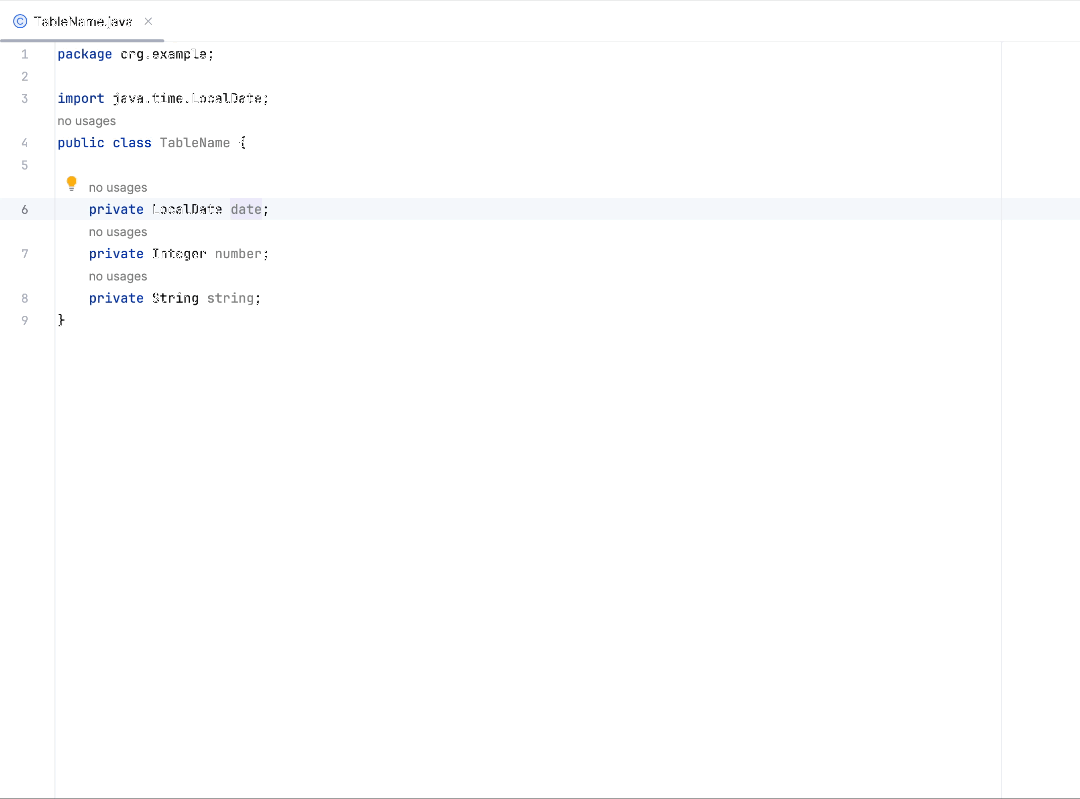 TableName.java
1 package org.example;
2
3 import java.time.LocalDate;
no usages
4 public class TableName {
5
no usages
6 private LocalDate date;
no usages
7 private Integer number;
no usages
8 private String string;
9 }